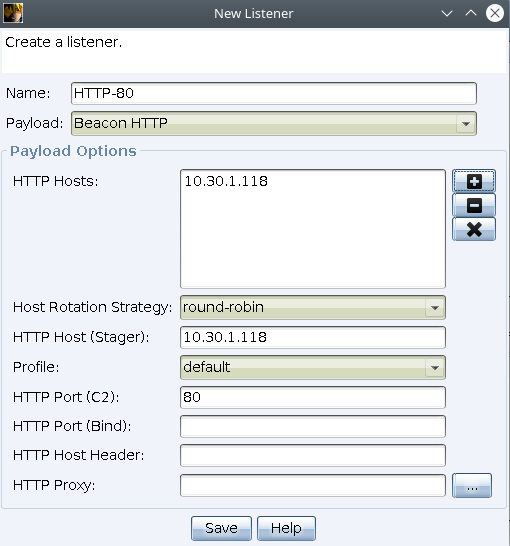 New Listener
Create a listener.
Name: HTTP-80
Payload: Beacon HTTP
Payload Options
HTTP Hosts: 10.30.1.118
Host Rotation Strategy: round-robin
HTTP Host (Stager): 10.30.1.118
Profile: default
HTTP Port (C2): 80
HTTP Port (Bind):
HTTP Host Header:
HTTP Proxy: ...
Save Help